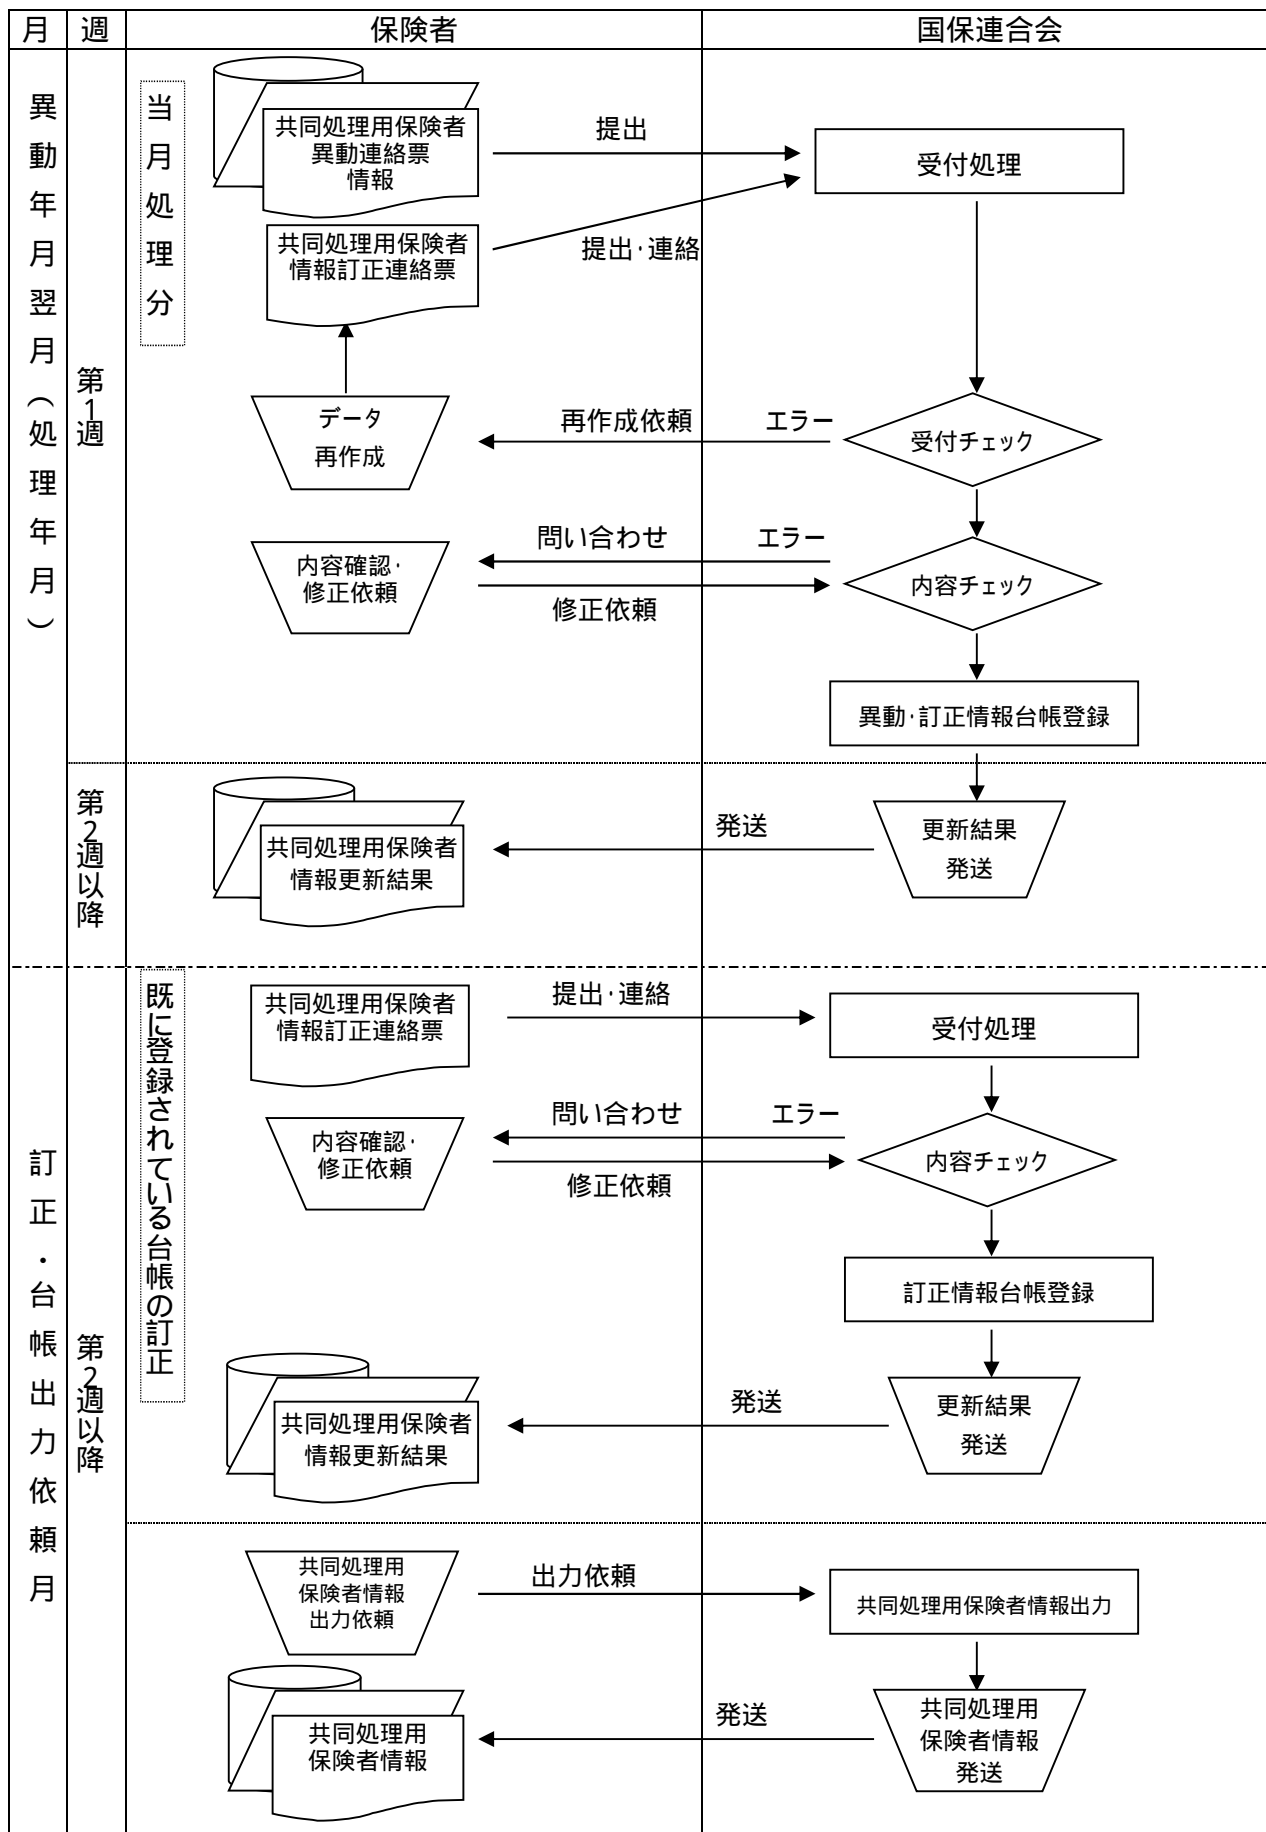 月
週
保険者
国保連合会
異動年月翌月（処理年月）
第1週
当月処理分
共同処理用保険者
異動連絡票
情報
提出
受付処理
共同処理用保険者
情報訂正連絡票
提出・連絡
データ
再作成
再作成依頼
エラー
受付チェック
内容確認・
修正依頼
問い合わせ
エラー
修正依頼
内容チェック
異動・訂正情報台帳登録
第2週以降
共同処理用保険者
情報更新結果
発送
更新結果
発送
訂正・台帳出力依頼月
第2週以降
既に登録されている台帳の訂正
共同処理用保険者
情報訂正連絡票
提出・連絡
受付処理
内容確認・
修正依頼
問い合わせ
エラー
修正依頼
内容チェック
訂正情報台帳登録
共同処理用保険者
情報更新結果
発送
更新結果
発送
共同処理用
保険者情報
出力依頼
出力依頼
共同処理用保険者情報出力
共同処理用
保険者情報
発送
共同処理用
保険者情報
発送